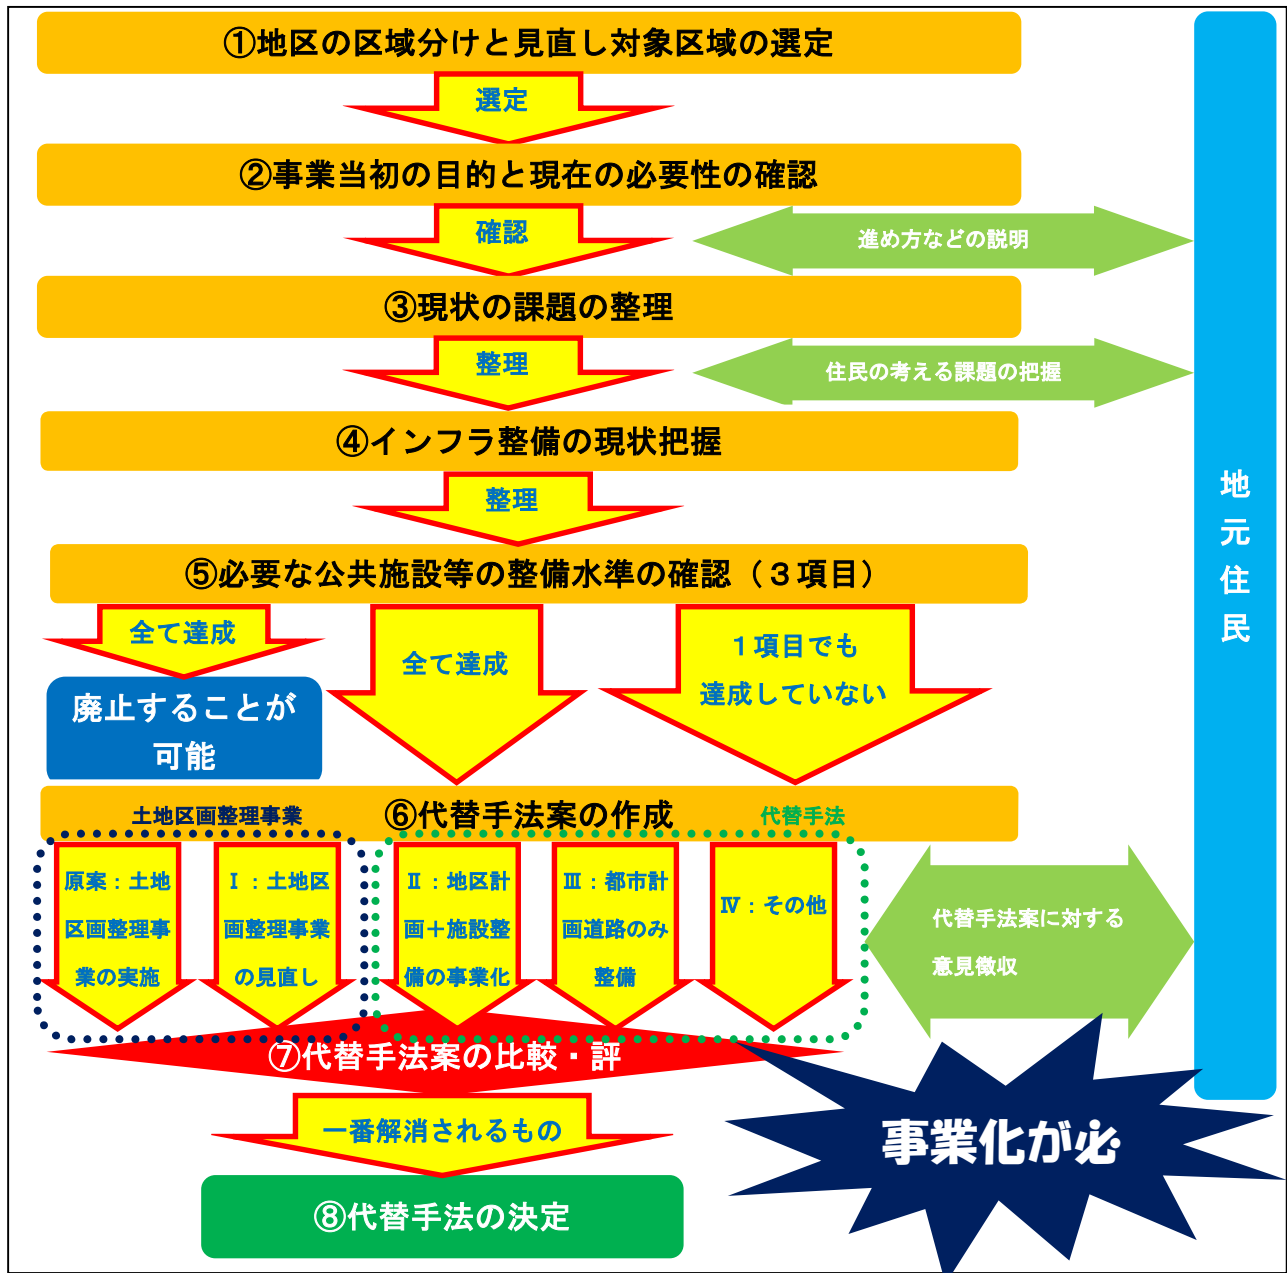 ①地区の区域分けと見直し対象区域の選定
選定
②事業当初の目的と現在の必要性の確認
確認
進め方などの説明
③現状の課題の整理
整理
住民の考える課題の把握
④インフラ整備の現状把握
整理
⑤必要な公共施設等の整備水準の確認(３項目)
全て達成
全て達成
１項目でも
達成していない
廃止することが
可能
土地区画整理事業
⑥代替手法案の作成
代替手法
原案:土地
区画整理事
業の実施
Ⅰ:土地区
画整理事業
の見直し
Ⅱ:地区計
画＋施設整
備の事業化
Ⅲ:都市計
画道路のみ
整備
Ⅳ:その他
代替手法案に対する
意見徴収
地元住民
⑦代替手法案の比較・評
一番解消されるもの
事業化が必
⑧代替手法の決定